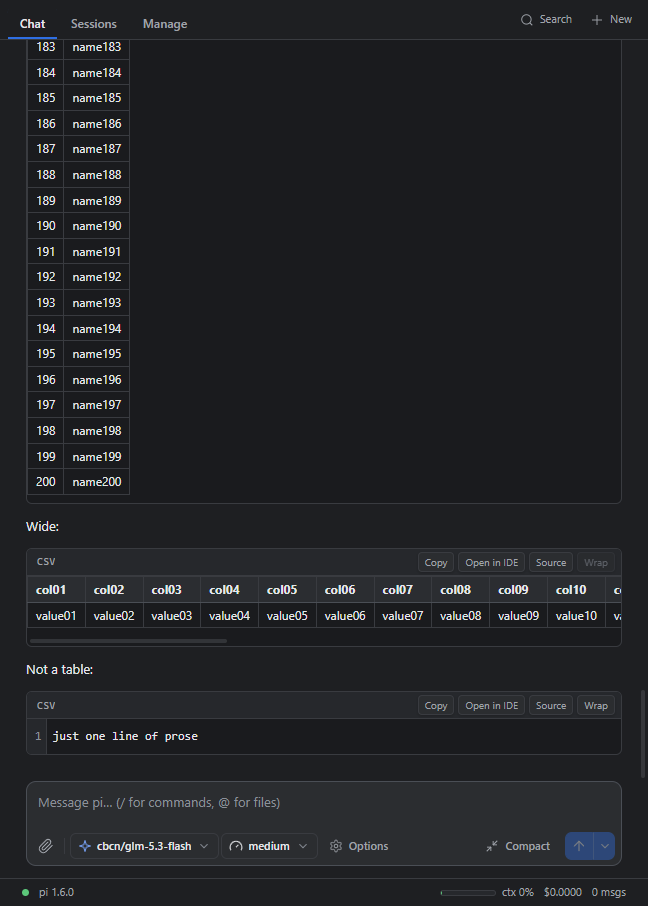 Chat Sessions Manage Search New
183 name183
184 name184
185 name185
186 name186
187 name187
188 name188
189 name189
190 name190
191 name191
192 name192
193 name193
194 name194
195 name195
196 name196
197 name197
198 name198
199 name199
200 name200
Wide:
CSV Copy Open in IDE Source Wrap
col01 col02 col03 col04 col05 col06 col07 col08 col09 col10
value01 value02 value03 value04 value05 value06 value07 value08 value09 value10
Not a table:
CSV Copy Open in IDE Source Wrap
1 just one line of prose
Message pi... (/ for commands, @ for files)
cbcn/glm-5.3-flash medium Options Compact
pi 1.6.0 ctx 0% $0.0000 0 msgs